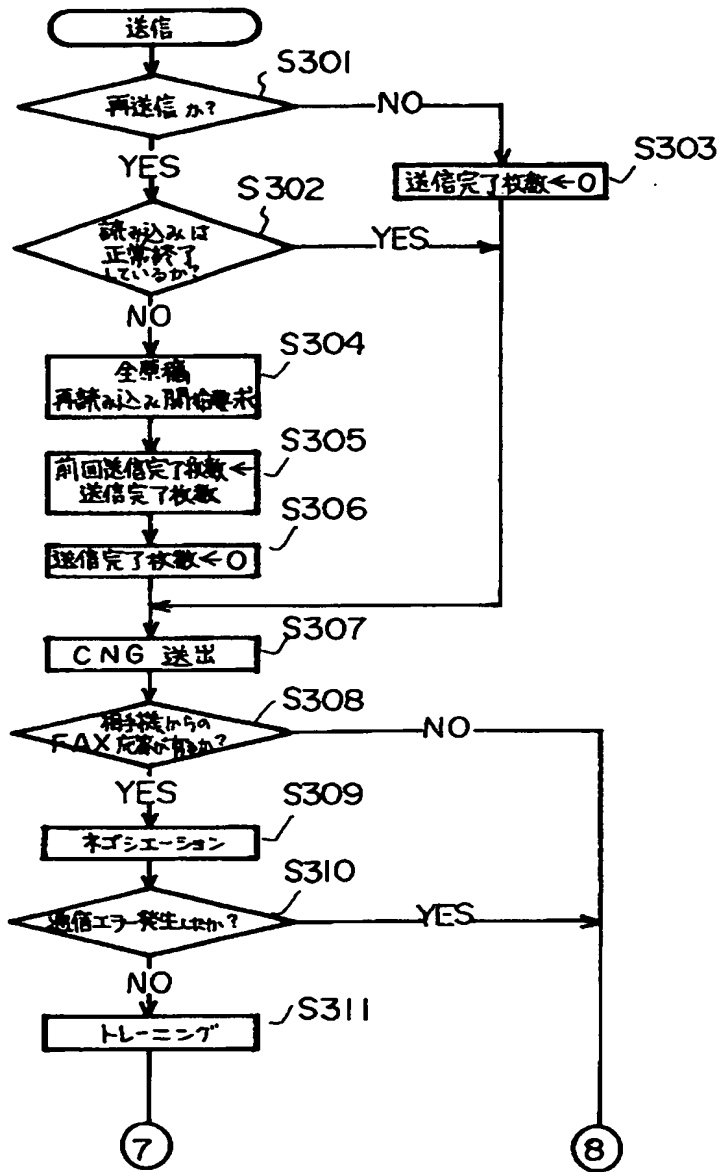 送信
S301
再送信か?
NO
YES
S303
送信完了枚数←0
S302
読み込みは
正常終了
しているか?
YES
NO
S304
全原稿
再読み込み開始要求
S305
前回送信完了枚数←
送信完了枚数
S306
送信完了枚数←0
S307
CNG 送出
S308
相手機からの
FAX応答が有るか?
NO
YES
S309
ネゴシエーション
S310
通信エラー発生したか?
YES
NO
S311
トレーニング
7
8